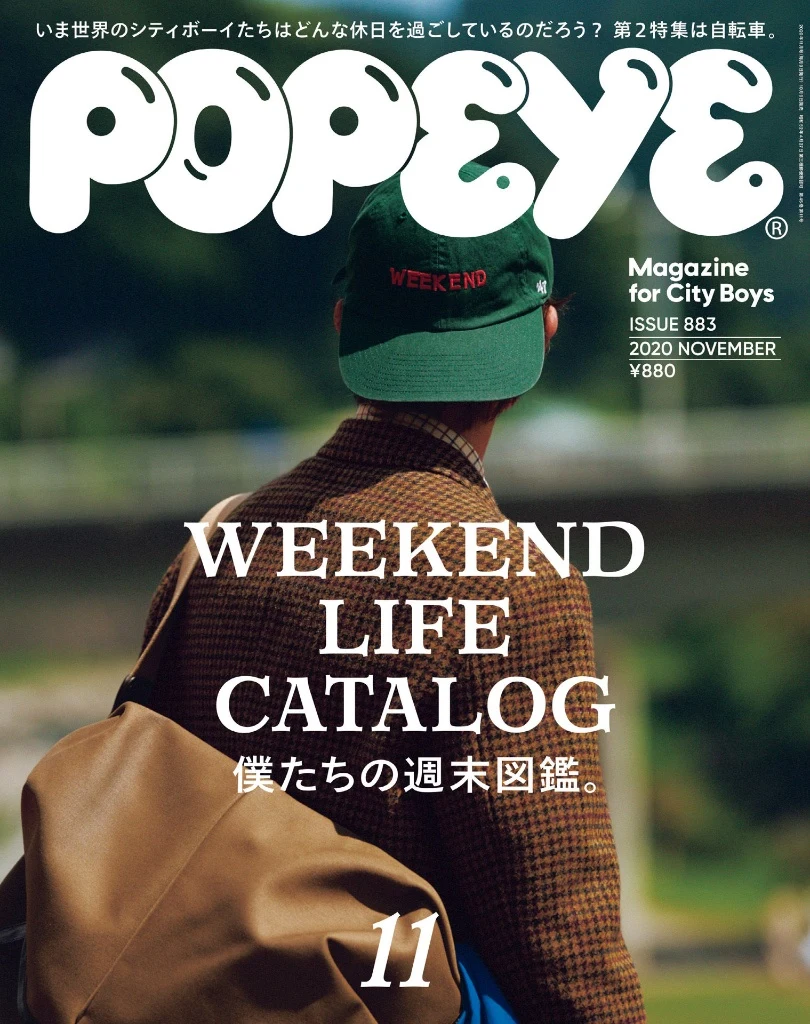 いま世界のシティボーイたちはどんな休日を過ごしているのだろう？ 第2特集は自転車。
POPEYE®
WEEKEND
'47
Magazine
for City Boys
ISSUE 883
2020 NOVEMBER
¥880
WEEKEND
LIFE
CATALOG
僕たちの週末図鑑。
11